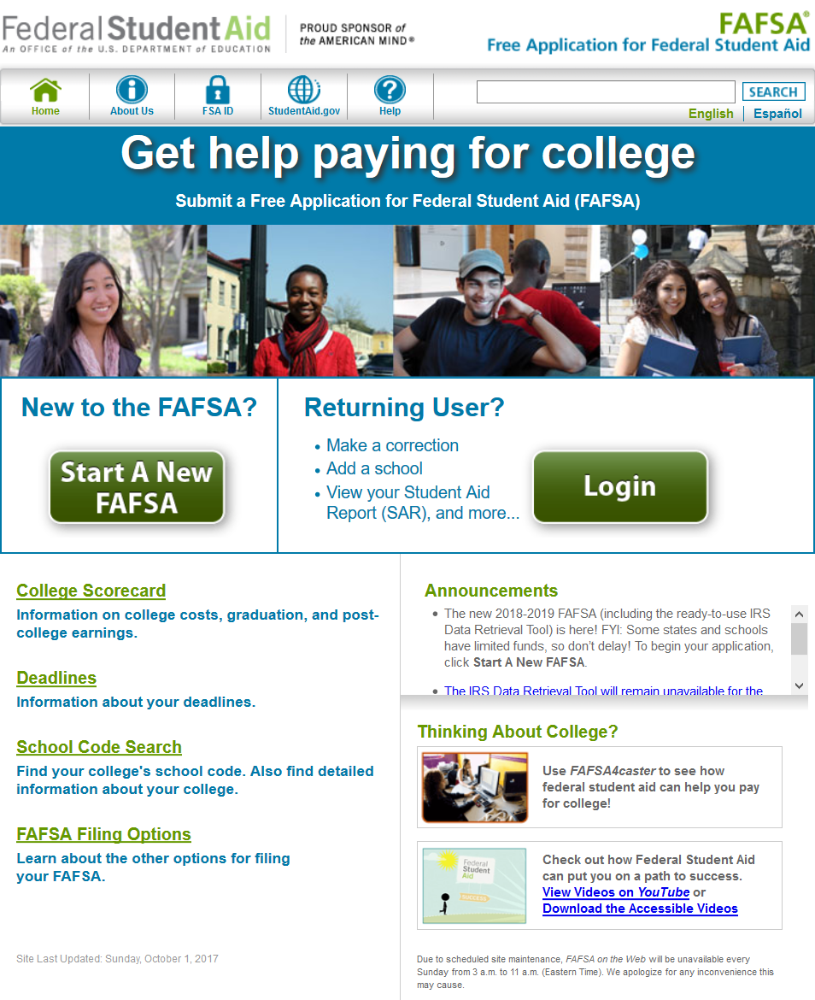 Federal Student Aid
An OFFICE of the U.S. DEPARTMENT of EDUCATION
PROUD SPONSOR of
the AMERICAN MIND®
FAFSA®
Free Application for Federal Student Aid
Home
About Us
FSA ID
StudentAid.gov
Help
SEARCH
English
Español
Get help paying for college
Submit a Free Application for Federal Student Aid (FAFSA)
New to the FAFSA?
Start A New
FAFSA
Returning User?
• Make a correction
• Add a school
• View your Student Aid
Report (SAR), and more...
Login
College Scorecard
Information on college costs, graduation, and post-
college earnings.
Deadlines
Information about your deadlines.
School Code Search
Find your college's school code. Also find detailed
information about your college.
FAFSA Filing Options
Learn about the other options for filing
your FAFSA.
Site Last Updated: Sunday, October 1, 2017
Announcements
• The new 2018-2019 FAFSA (including the ready-to-use IRS
Data Retrieval Tool) is here! FYI: Some states and schools
have limited funds, so don't delay! To begin your application,
click Start A New FAFSA.
• The IRS Data Retrieval Tool will remain unavailable for the
Thinking About College?
Use FAFSA4caster to see how
federal student aid can help you pay
for college!
Federal
Student
Aid
SUCCESS
Check out how Federal Student Aid
can put you on a path to success.
View Videos on YouTube or
Download the Accessible Videos
Due to scheduled site maintenance, FAFSA on the Web will be unavailable every
Sunday from 3 a.m. to 11 a.m. (Eastern Time). We apologize for any inconvenience this
may cause.